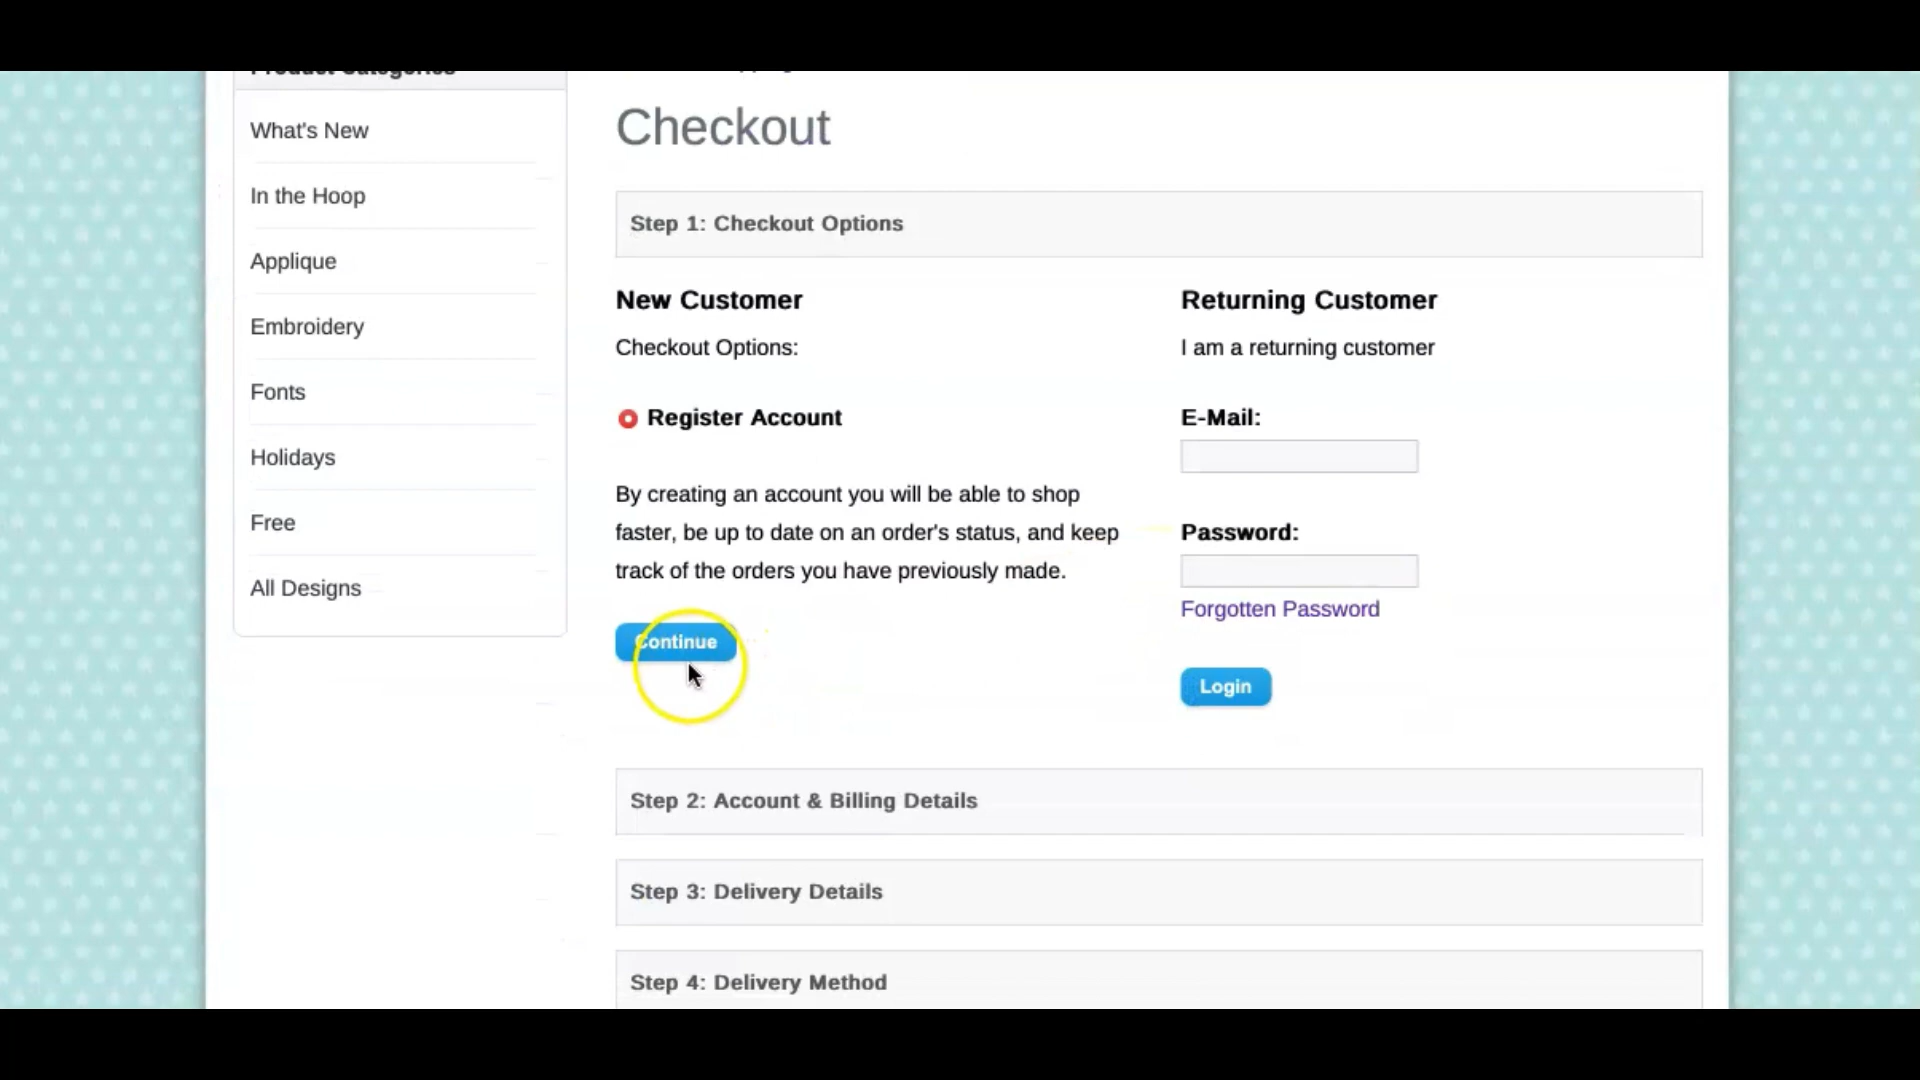 Product Categories
What's New
In the Hoop
Applique
Embroidery
Fonts
Holidays
Free
All Designs
Checkout
Step 1: Checkout Options
New Customer
Checkout Options:
Register Account
By creating an account you will be able to shop
faster, be up to date on an order's status, and keep
track of the orders you have previously made.
Continue
Returning Customer
I am a returning customer
E-Mail:
Password:
Forgotten Password
Login
Step 2: Account & Billing Details
Step 3: Delivery Details
Step 4: Delivery Method